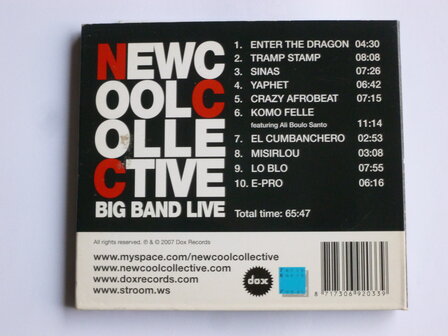 NEWC
OOLC
OLLE
CTIVE
BIG BAND LIVE
1. ENTER THE DRAGON 04:30
2. TRAMP STAMP 08:08
3. SINAS 07:26
4. YAPHET 06:42
5. CRAZY AFROBEAT 07:15
6. KOMO FELLE
featuring Ali Boulo Santo 11:14
7. EL CUMBANCHERO 02:53
8. MISIRLOU 03:08
9. LO BLO 07:55
10. E-PRO 06:16
Total time: 65:47
All rights reserved. ℗ & © 2007 Dox Records
www.myspace.com/newcoolcollective
www.newcoolcollective.com
www.doxrecords.com
www.stroom.ws
dox
8 717306 920339